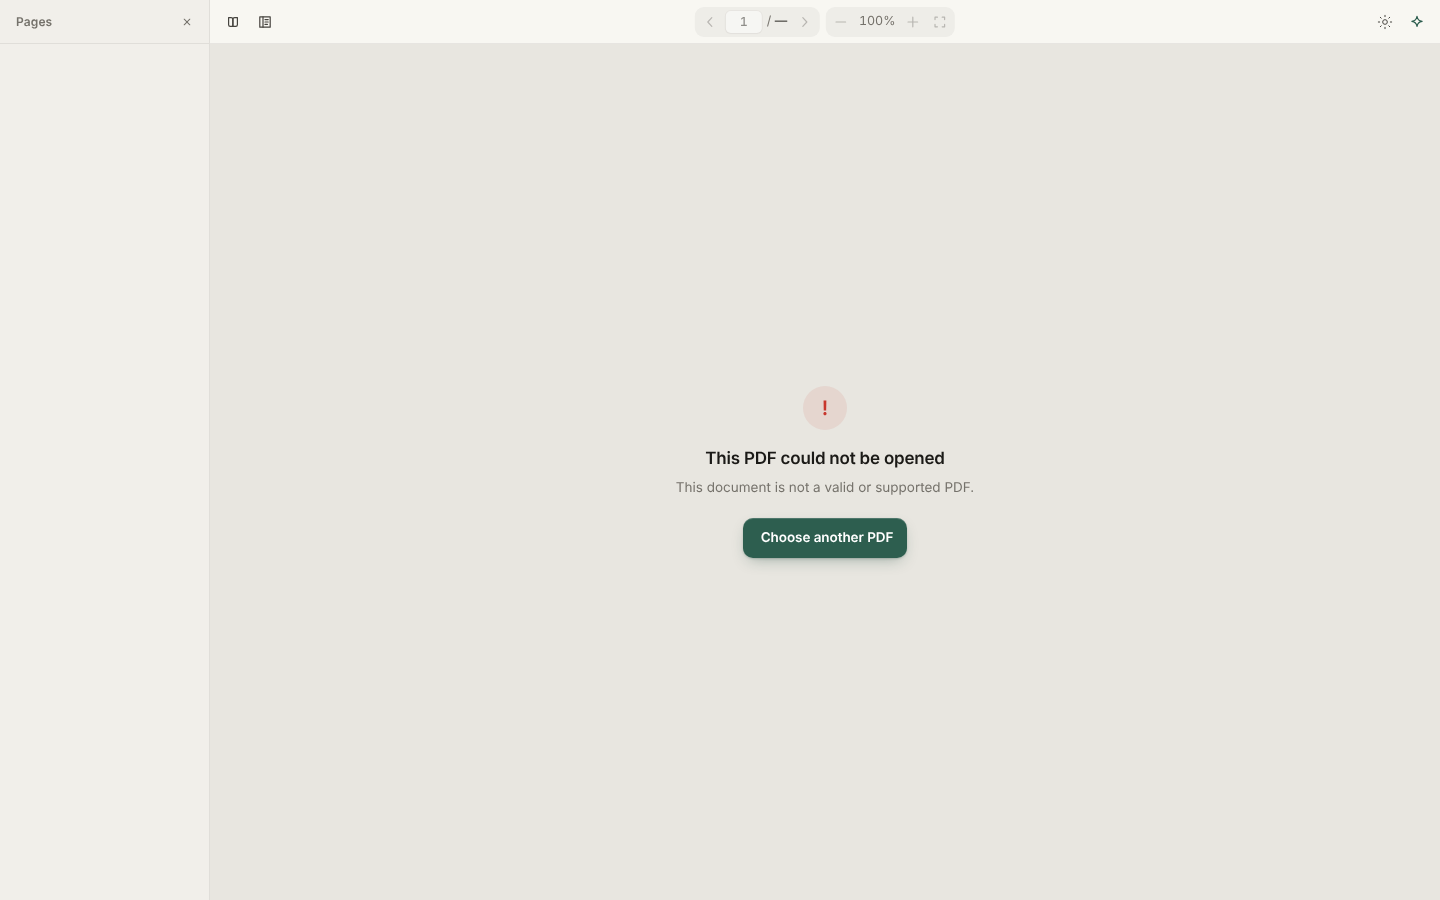 Pages
1 / —
100%
!
This PDF could not be opened
This document is not a valid or supported PDF.
Choose another PDF